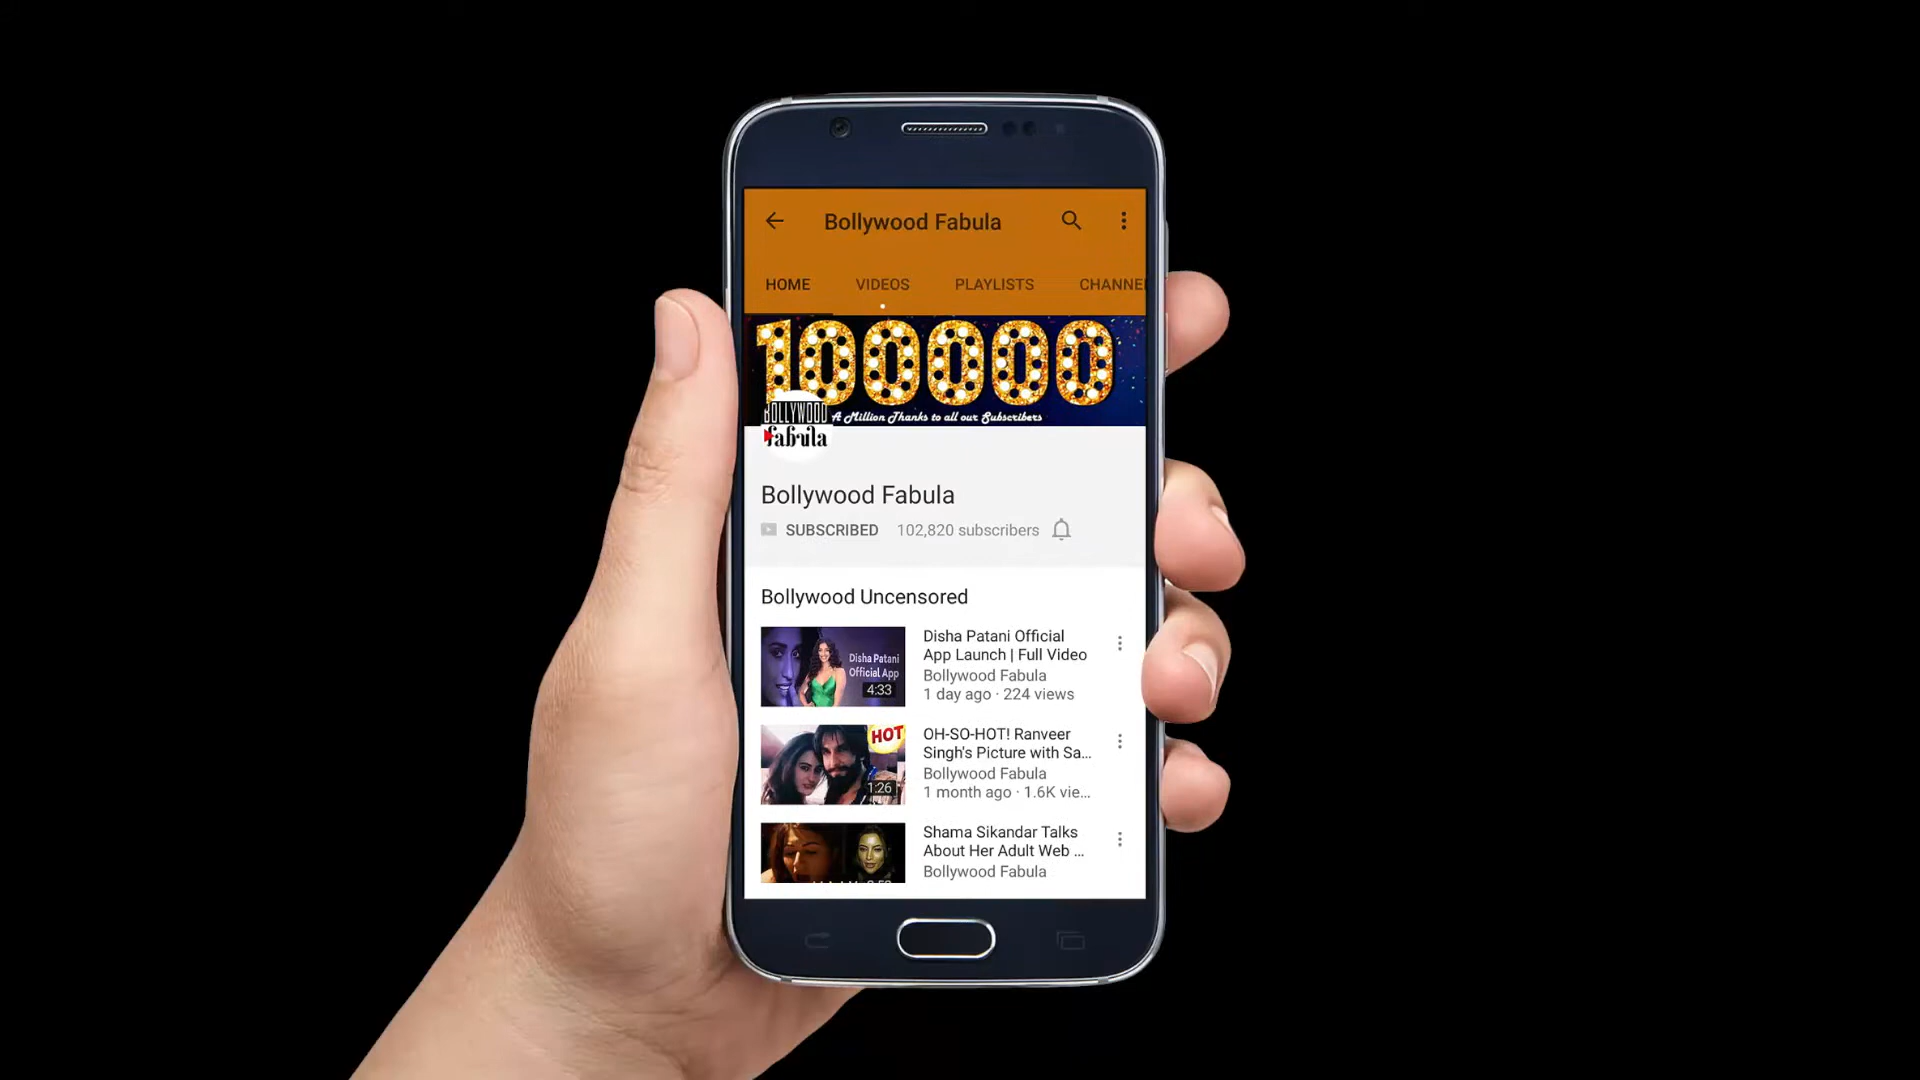 Bollywood Fabula
HOME VIDEOS PLAYLISTS CHANNE
100000
A Million Thanks to all our Subscribers
BOLLYWOOD
fabula
Bollywood Fabula
SUBSCRIBED 102,820 subscribers
Bollywood Uncensored
Disha Patani
Official App
4:33
Disha Patani Official
App Launch | Full Video
Bollywood Fabula
1 day ago · 224 views
HOT
1:26
OH-SO-HOT! Ranveer
Singh's Picture with Sa...
Bollywood Fabula
1 month ago · 1.6K vie...
Shama Sikandar Talks
About Her Adult Web ...
Bollywood Fabula